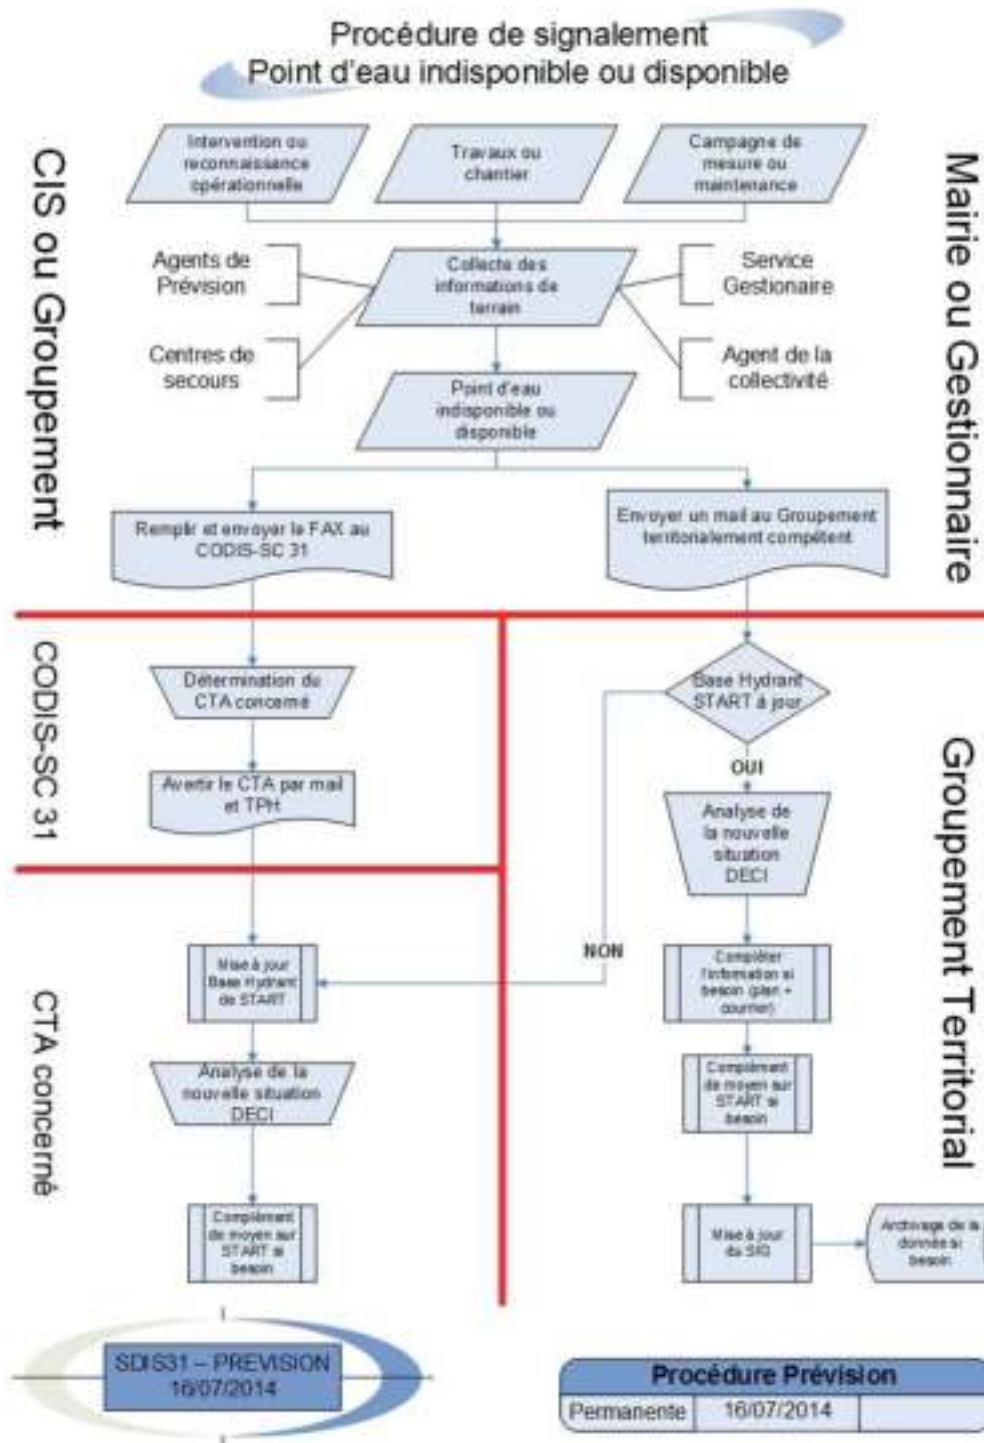 Procédure de signalement
Point d'eau indisponible ou disponible
CIS ou Groupement
Mairie ou Gestionnaire
Intervention ou
reconnaissance
opérationnelle
Travaux ou
chantier
Campagne de
mesure ou
maintenance
Agents de
Prévision
Collecte des
informations de
terrain
Service
Gestionaire
Centres de
secours
Agent de la
collectivité
Point d'eau
indisponible ou
disponible
Remplir et envoyer le FAX au
CODIS-SC 31
Envoyer un mail au Groupement
territorialement compétent
CODIS-SC 31
Détermination du
CTA concerné
Avertir le CTA par mail
et TPH
Groupement Territorial
Base Hydrant
START à jour
OUI
Analyse de
la nouvelle
situation
DECI
NON
Compléter
l'information si
besoin (plan +
courrier)
Complément
de moyen sur
START si
besoin
Mise à jour
du SIG
Archivage de la
donnée si
besoin
CTA concerné
Mise à jour
Base Hydrant
de START
Analyse de la
nouvelle situation
DECI
Complément
de moyen sur
START si
besoin
SDIS31 – PREVISION
16/07/2014
Procédure Prévision
Permanente 16/07/2014